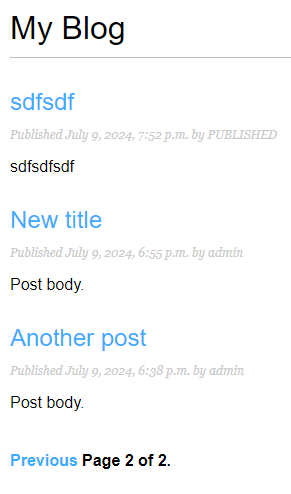 My Blog
sdfsdf
Published July 9, 2024, 7:52 p.m. by PUBLISHED
sdfsdfsdf
New title
Published July 9, 2024, 6:55 p.m. by admin
Post body.
Another post
Published July 9, 2024, 6:38 p.m. by admin
Post body.
Previous Page 2 of 2.